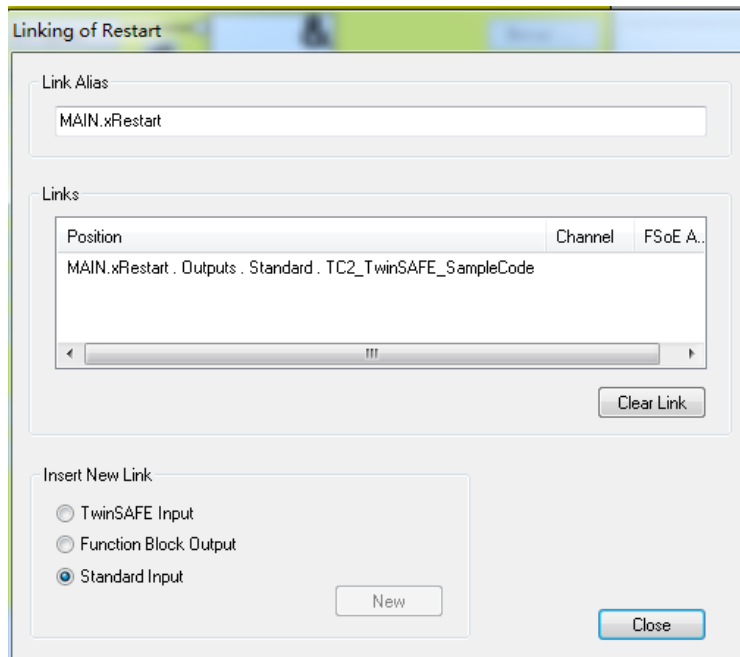 Linking of Restart
Link Alias
MAIN.xRestart
Links
Position Channel FSoE A..
MAIN.xRestart . Outputs . Standard . TC2_TwinSAFE_SampleCode
Clear Link
Insert New Link
TwinSAFE Input
Function Block Output
Standard Input
New
Close